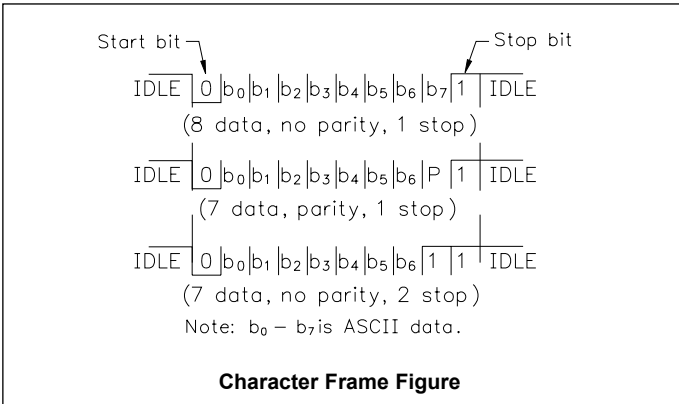 Start bit Stop bit
IDLE 0 b₀ b₁ b₂ b₃ b₄ b₅ b₆ b₇ 1 IDLE
(8 data, no parity, 1 stop)
IDLE 0 b₀ b₁ b₂ b₃ b₄ b₅ b₆ P 1 IDLE
(7 data, parity, 1 stop)
IDLE 0 b₀ b₁ b₂ b₃ b₄ b₅ b₆ 1 1 IDLE
(7 data, no parity, 2 stop)
Note: b₀ – b₇ is ASCII data.
Character Frame Figure